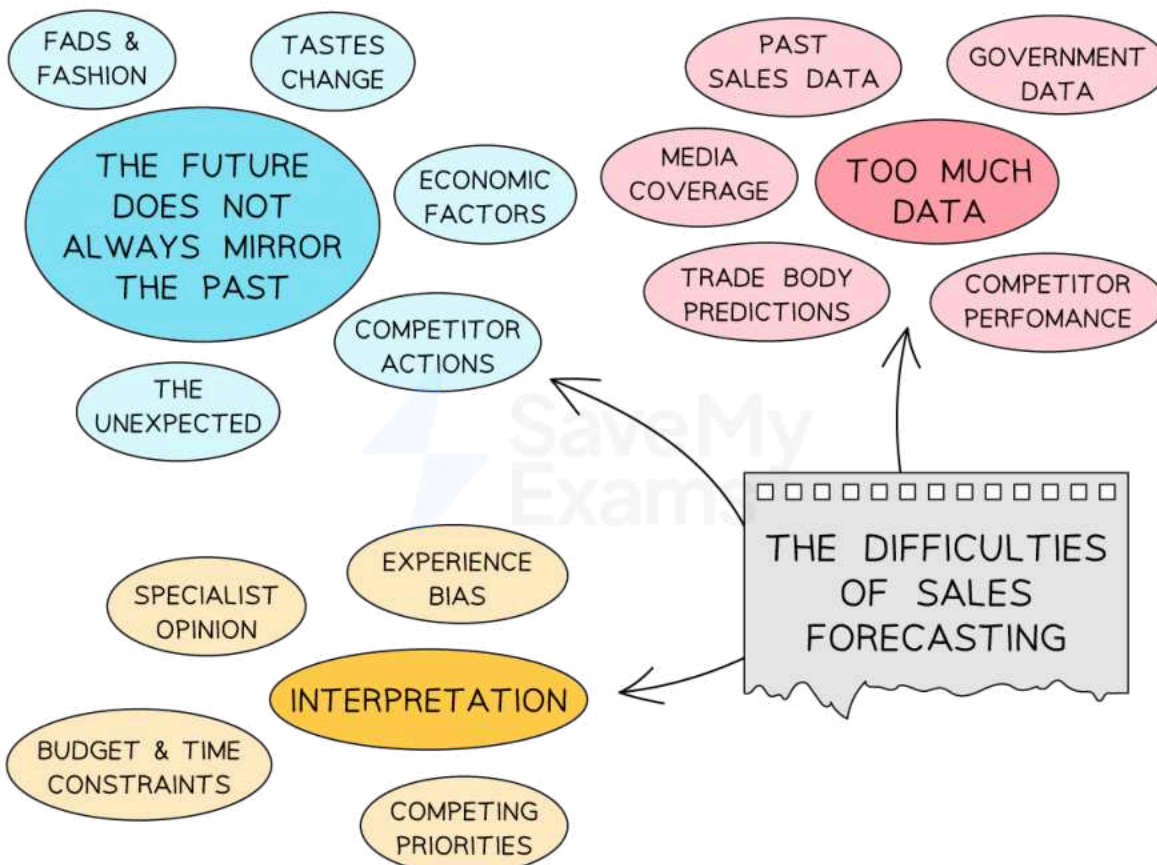 FADS &
FASHION
TASTES
CHANGE
THE FUTURE
DOES NOT
ALWAYS MIRROR
THE PAST
ECONOMIC
FACTORS
COMPETITOR
ACTIONS
THE
UNEXPECTED
PAST
SALES DATA
GOVERNMENT
DATA
MEDIA
COVERAGE
TOO MUCH
DATA
TRADE BODY
PREDICTIONS
COMPETITOR
PERFOMANCE
SaveMy
Exams
THE DIFFICULTIES
OF SALES
FORECASTING
EXPERIENCE
BIAS
SPECIALIST
OPINION
INTERPRETATION
BUDGET & TIME
CONSTRAINTS
COMPETING
PRIORITIES